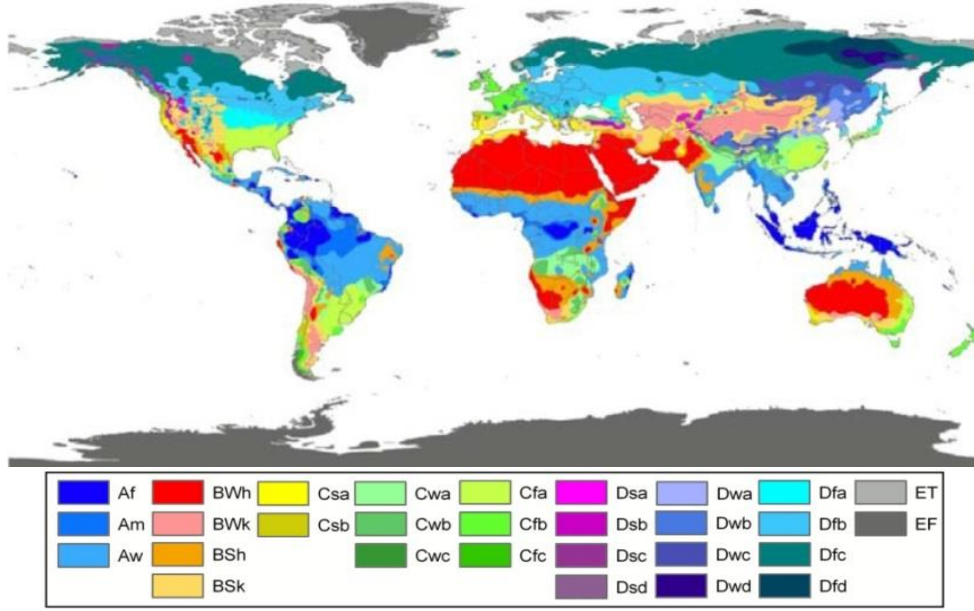 Af BWh Csa Cwa Cfa Dsa Dwa Dfa ET
Am BWk Csb Cwb Cfb Dsb Dwb Dfb EF
Aw BSh Cwc Cfc Dsc Dwc Dfc
BSk Dsd Dwd Dfd